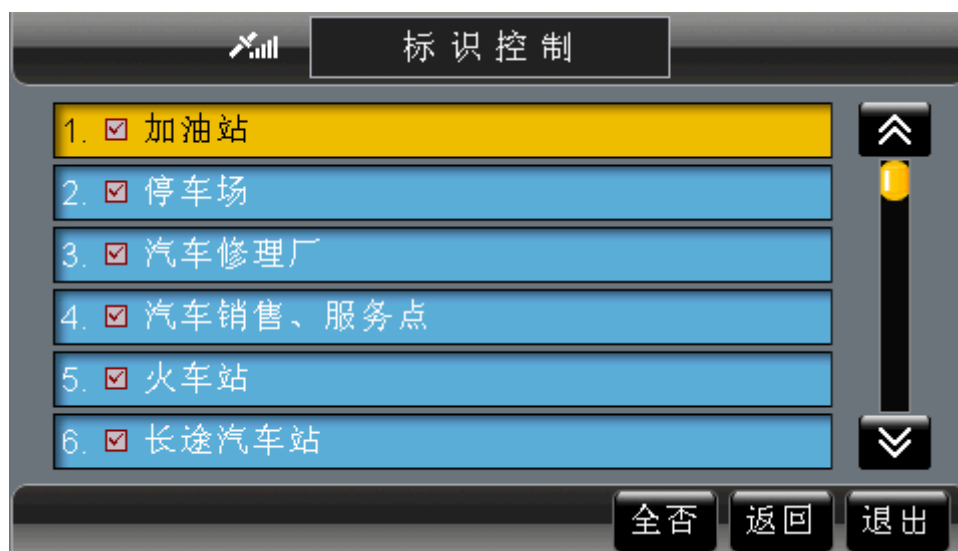 标识控制
1. 加油站
2. 停车场
3. 汽车修理厂
4. 汽车销售、服务点
5. 火车站
6. 长途汽车站
全否 返回 退出